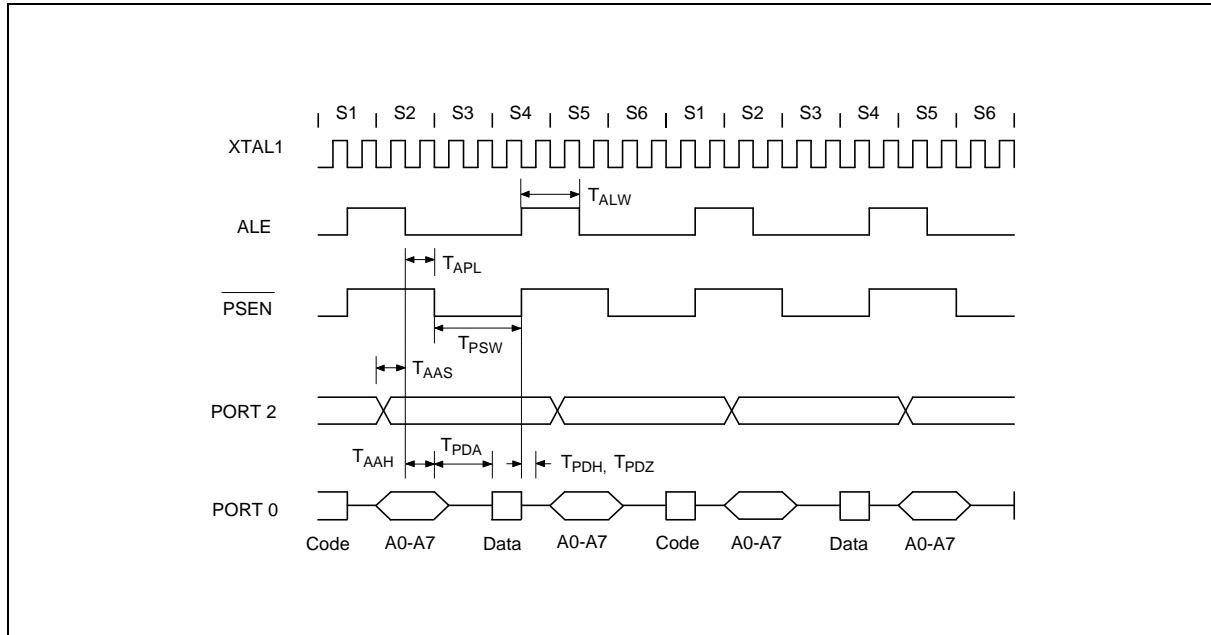 S1 S2 S3 S4 S5 S6 S1 S2 S3 S4 S5 S6
XTAL1
TALW
ALE
TAPL
PSEN
TPSW
TAAS
PORT 2
TAAH TPDA TPDH, TPDZ
PORT 0
Code A0-A7 Data A0-A7 Code A0-A7 Data A0-A7